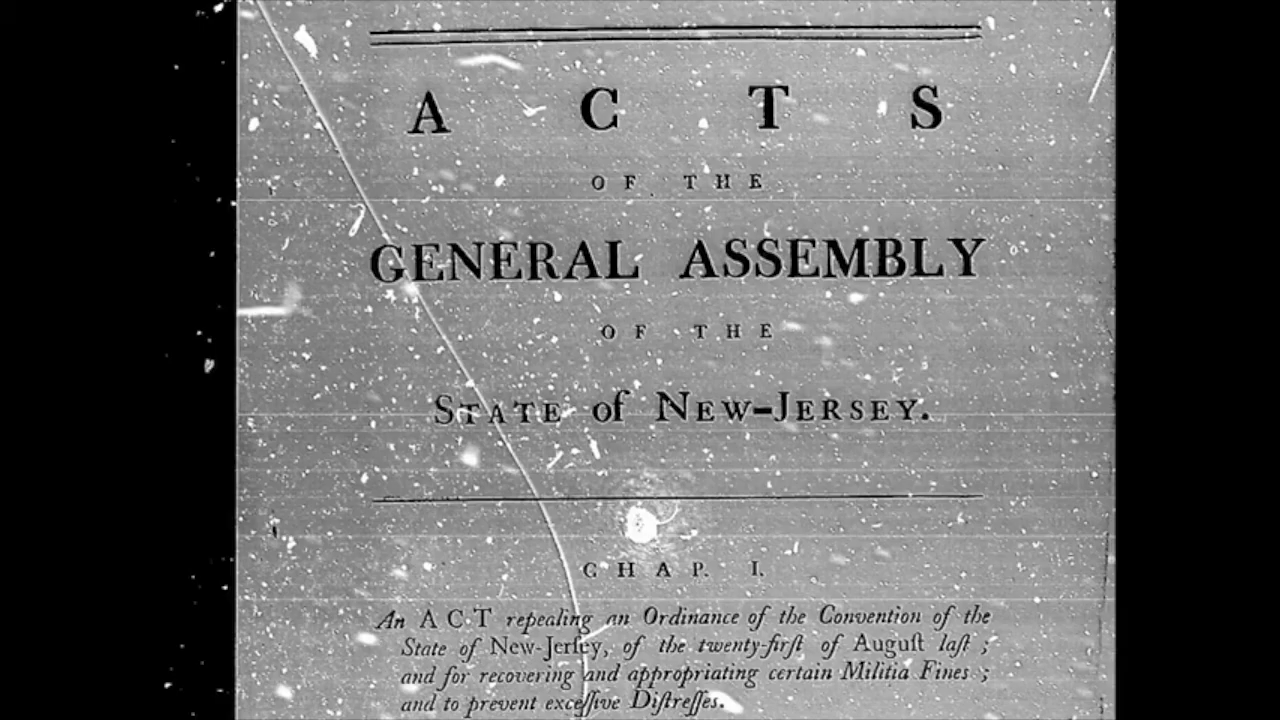 A C T S
OF THE
GENERAL ASSEMBLY
OF THE
STATE of NEW-JERSEY.
CHAP. I.
An ACT repealing an Ordinance of the Convention of the
State of New-Jerſey, of the twenty-firſt of Auguſt laſt ;
and for recovering and appropriating certain Militia Fines ;
and to prevent exceſſive Diſtreſſes.